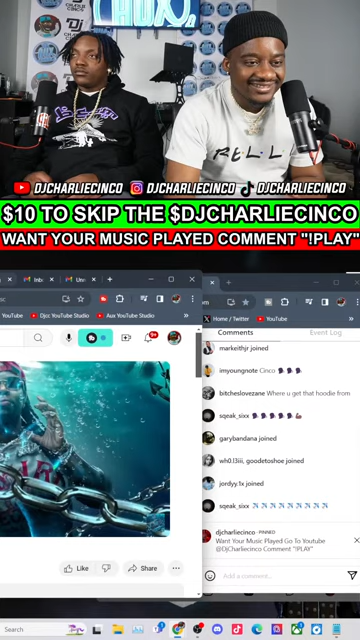 DJCHARLIECINCO DJCHARLIECINCO DJCHARLIECINCO
$10 TO SKIP THE $DJCHARLIECINCO
WANT YOUR MUSIC PLAYED COMMENT "!PLAY"
Inbox
YouTube Djcc YouTube Studio Aux YouTube Studio
9+
Like
Share
Home / Twitter YouTube
Comments Event Log
markeithjr joined
imyoungnote Cinco
bitcheslovezane Where u get that hoodie from
sqeak_sixx
garybandana joined
wh0.l3iii, goodetoshoe joined
jordyy.1x joined
sqeak_sixx
djcharliecinco · PINNED
Want Your Music Played Go To Youtube
@DjCharliecinco Comment "!PLAY"
Add a comment...
Search